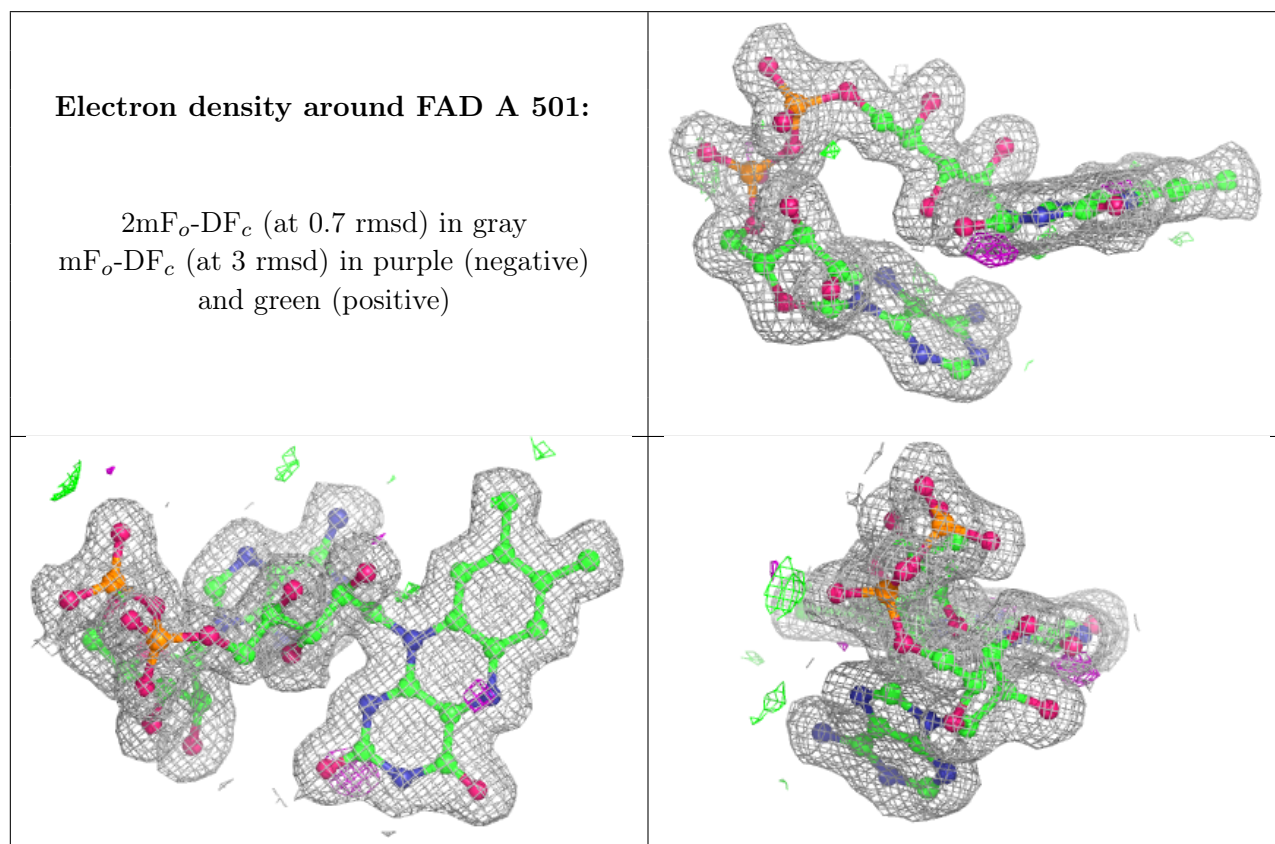 Electron density around FAD A 501:
2mFo-DFc (at 0.7 rmsd) in gray
mFo-DFc (at 3 rmsd) in purple (negative)
and green (positive)